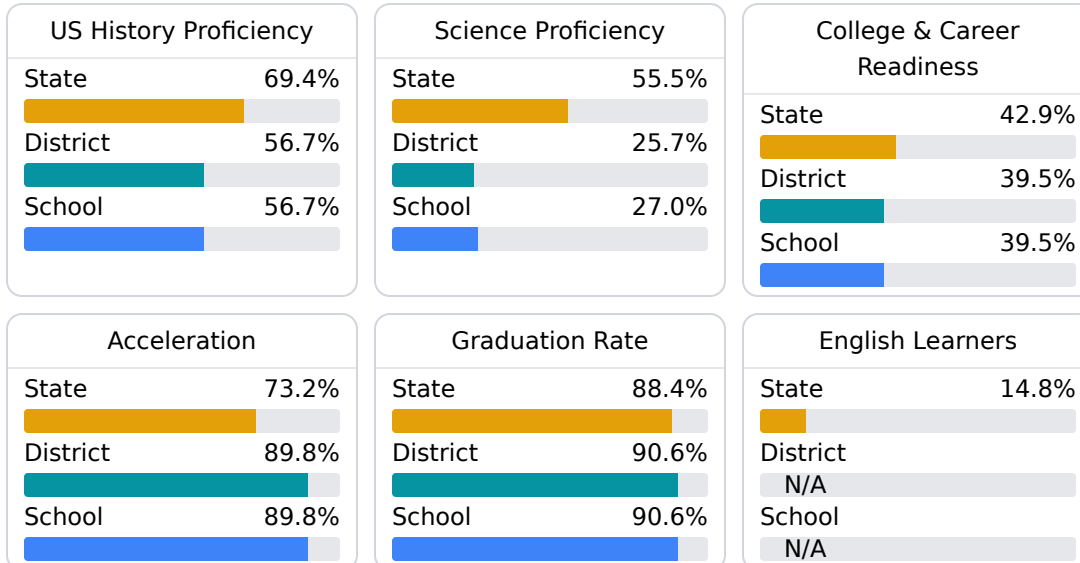 US History Proficiency
State 69.4%
District 56.7%
School 56.7%
Science Proficiency
State 55.5%
District 25.7%
School 27.0%
College & Career
Readiness
State 42.9%
District 39.5%
School 39.5%
Acceleration
State 73.2%
District 89.8%
School 89.8%
Graduation Rate
State 88.4%
District 90.6%
School 90.6%
English Learners
State 14.8%
District
N/A
School
N/A